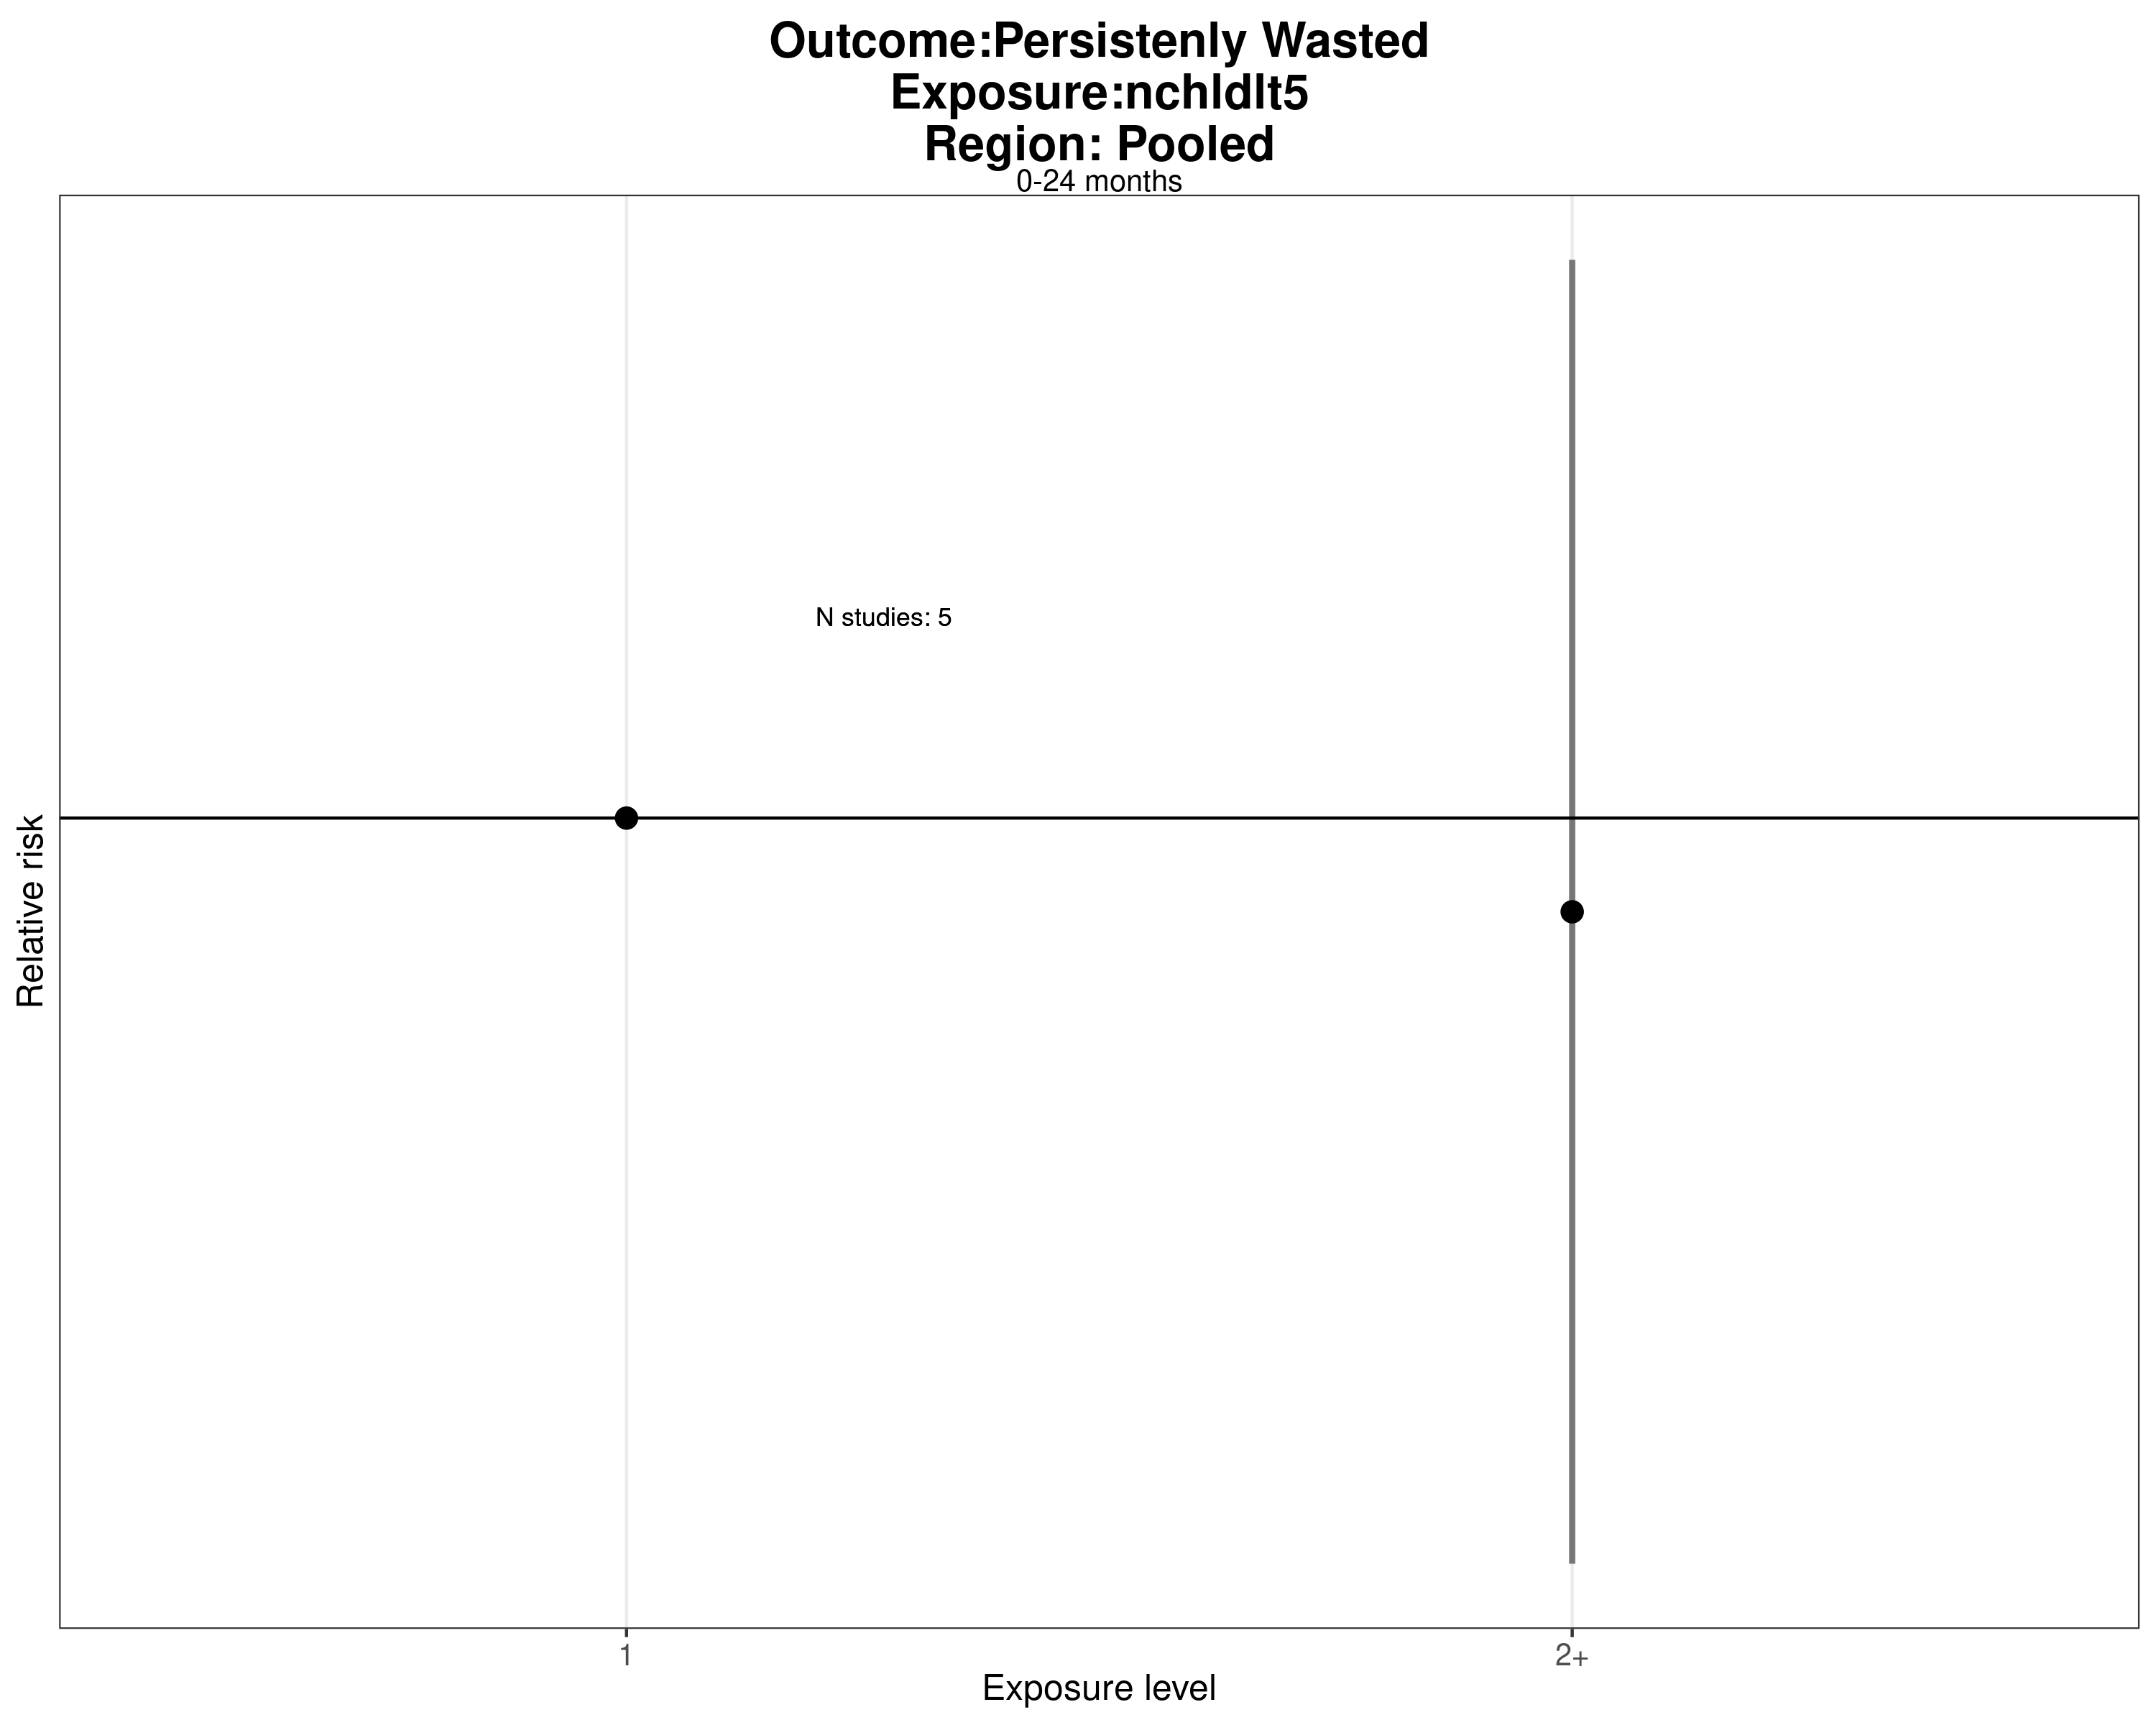 Outcome:Persistenly Wasted
Exposure:nchldlt5
Region: Pooled
0-24 months
N studies: 5
Relative risk
1
2+
Exposure level